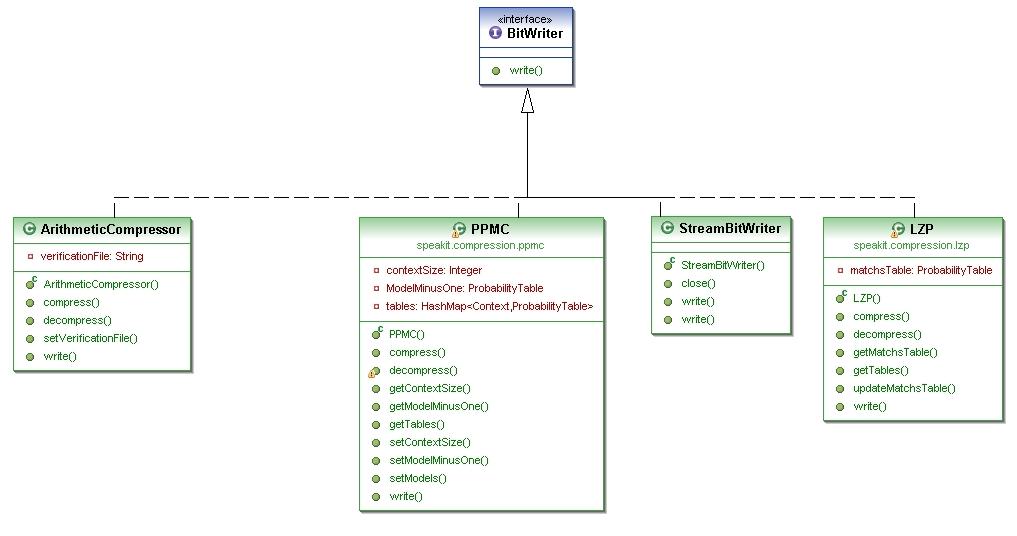 «interface»
BitWriter
write()
ArithmeticCompressor
verificationFile: String
ArithmeticCompressor()
compress()
decompress()
setVerificationFile()
write()
PPMC
speakit.compression.ppmc
contextSize: Integer
ModelMinusOne: ProbabilityTable
tables: HashMap<Context,ProbabilityTable>
PPMC()
compress()
decompress()
getContextSize()
getModelMinusOne()
getTables()
setContextSize()
setModelMinusOne()
setModels()
write()
StreamBitWriter
StreamBitWriter()
close()
write()
write()
LZP
speakit.compression.lzp
matchsTable: ProbabilityTable
LZP()
compress()
decompress()
getMatchsTable()
getTables()
updateMatchsTable()
write()